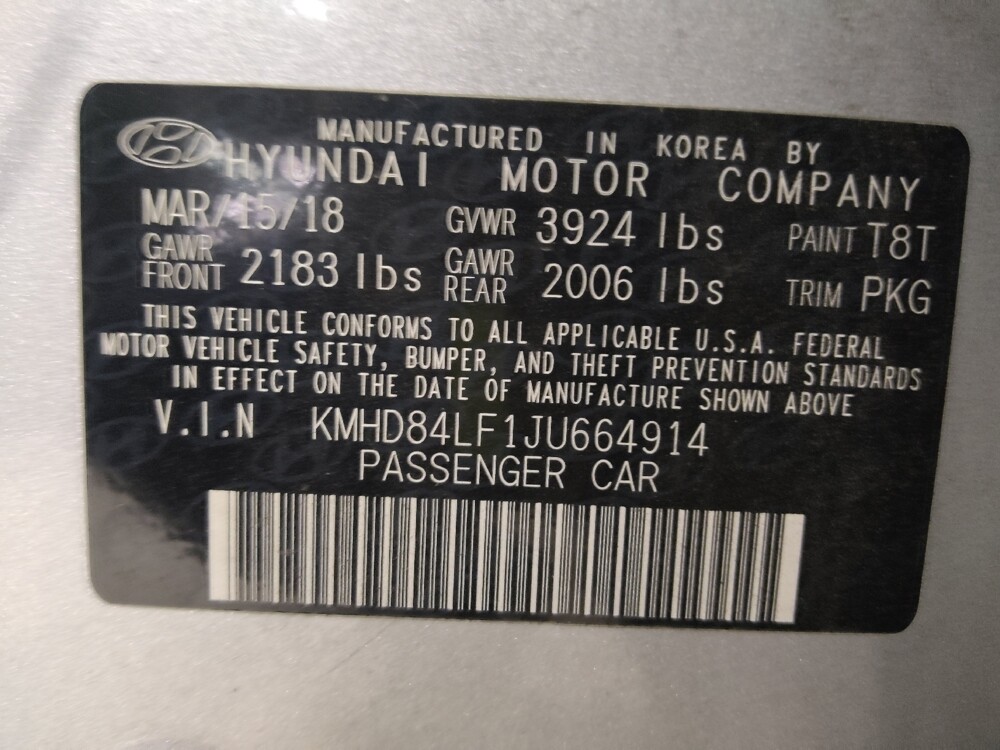 MANUFACTURED IN KOREA BY
HYUNDAI MOTOR COMPANY
MAR/15/18 GVWR 3924 lbs PAINT T8T
GAWR FRONT 2183 lbs GAWR REAR 2006 lbs TRIM PKG
THIS VEHICLE CONFORMS TO ALL APPLICABLE U.S.A. FEDERAL
MOTOR VEHICLE SAFETY, BUMPER, AND THEFT PREVENTION STANDARDS
IN EFFECT ON THE DATE OF MANUFACTURE SHOWN ABOVE
V.I.N KMHD84LF1JU664914
PASSENGER CAR